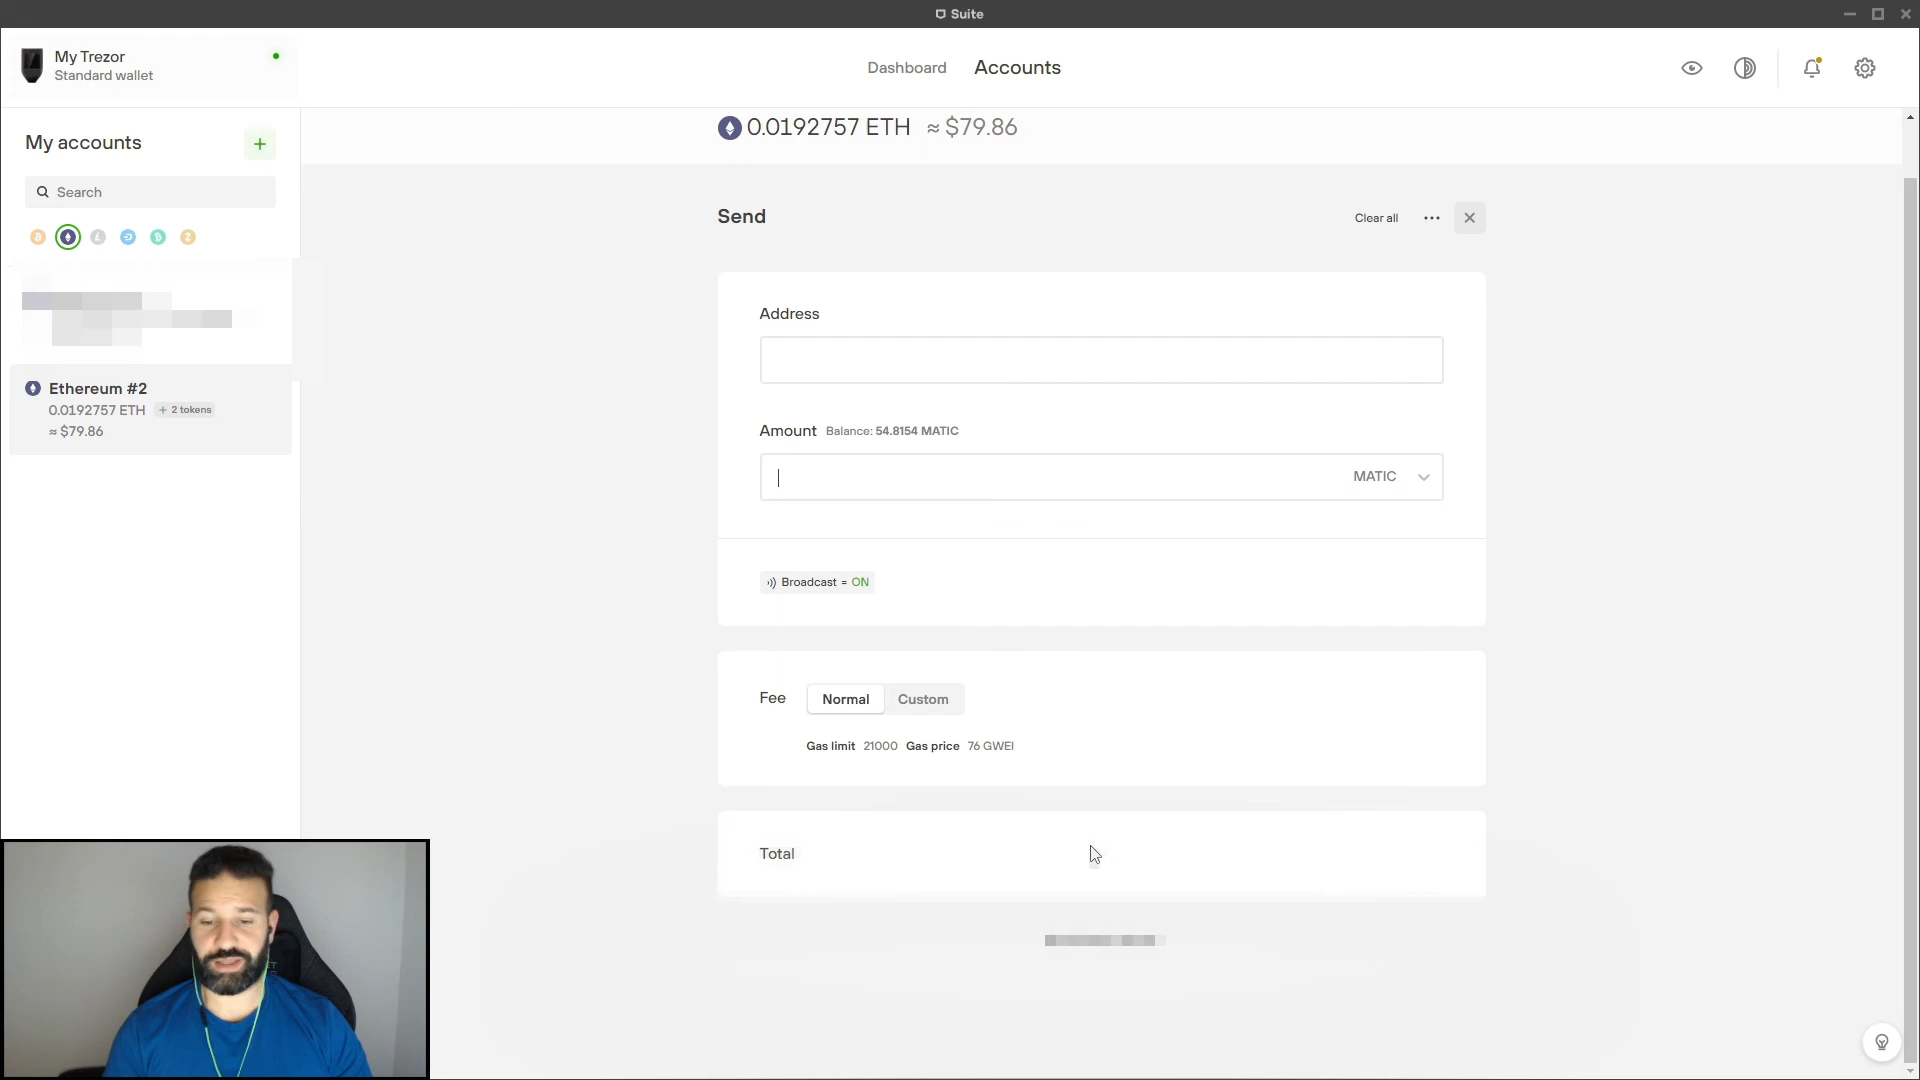 Suite
My Trezor
Standard wallet
Dashboard
Accounts
My accounts
+
Search
Ethereum #2
0.0192757 ETH
+ 2 tokens
≈ $79.86
0.0192757 ETH ≈ $79.86
Send
Clear all
Address
Amount Balance: 54.8154 MATIC
MATIC
Broadcast = ON
Fee
Normal
Custom
Gas limit 21000 Gas price 76 GWEI
Total